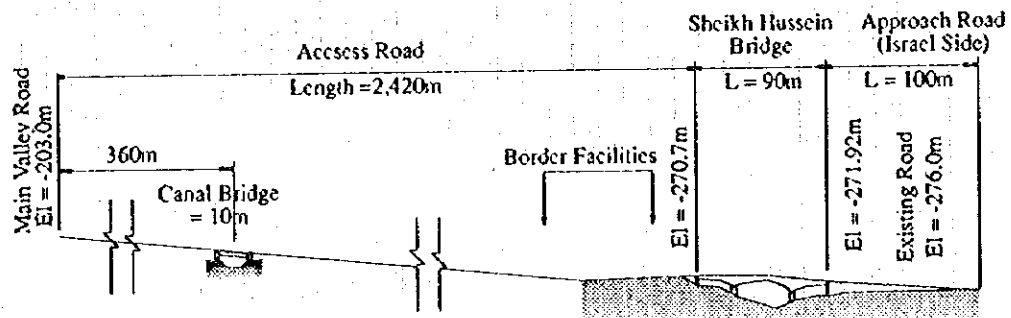 Sheikh Hussein
Bridge
Approach Road
(Israel Side)
Accsess Road
Length =2,420m
L = 90m
L = 100m
Main Valley Road
El = -203.0m
360m
Canal Bridge
= 10m
Border Facilities
El = -270.7m
El = -271.92m
Existing Road
El = -276.0m